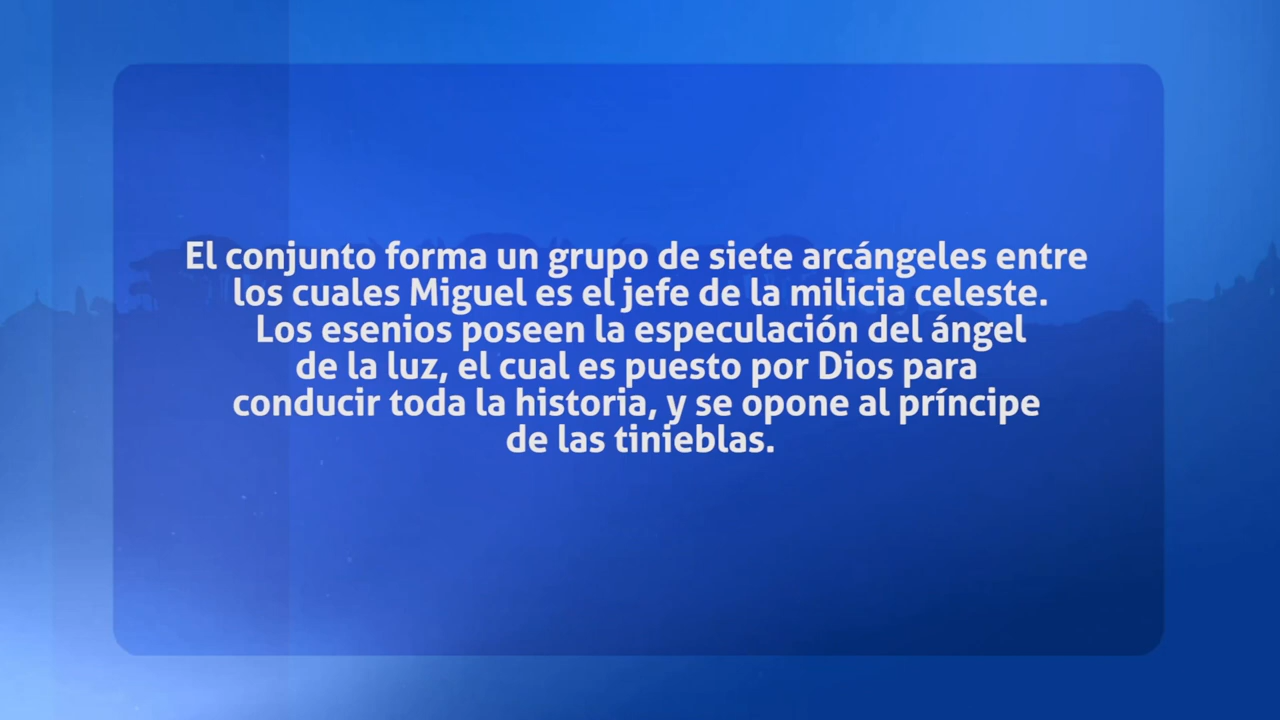 El conjunto forma un grupo de siete arcángeles entre
los cuales Miguel es el jefe de la milicia celeste.
Los esenios poseen la especulación del ángel
de la luz, el cual es puesto por Dios para
conducir toda la historia, y se opone al príncipe
de las tinieblas.